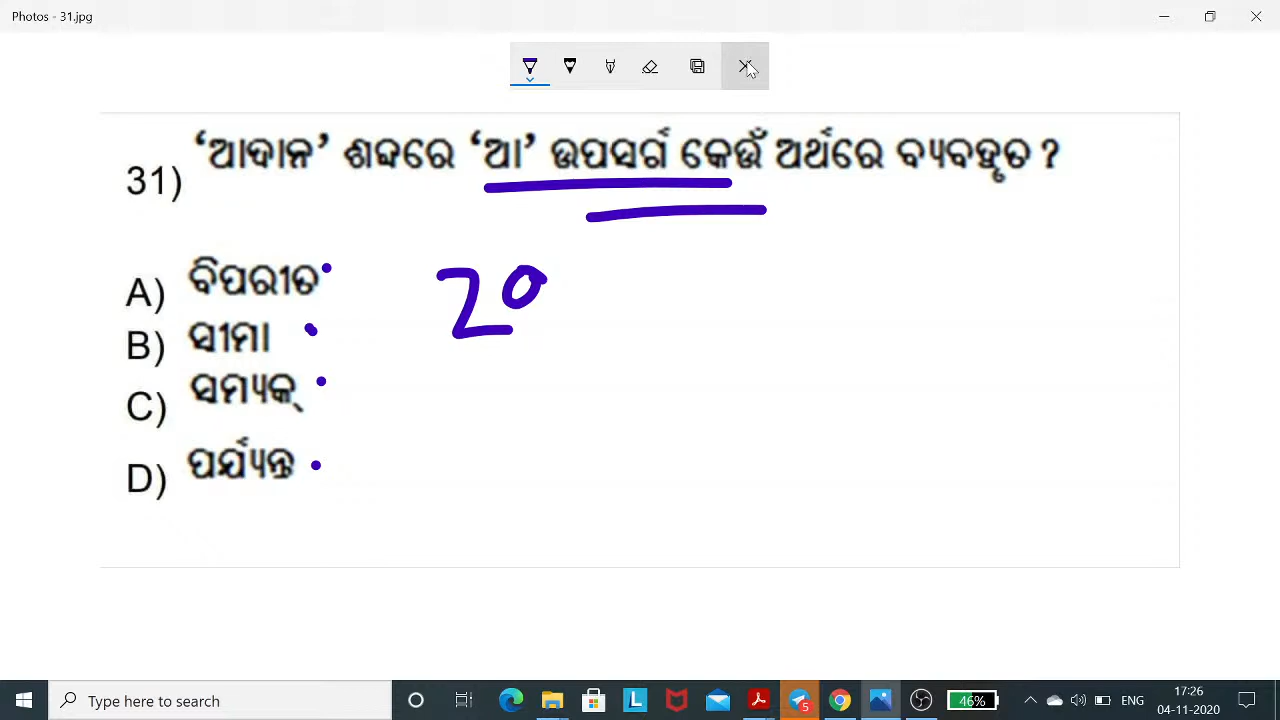 Photos - 31.jpg
31) ‘ଆଦାନ’ ଶବ୍ଦରେ ‘ଆ’ ଉପସର୍ଗ କେଉଁ ଅର୍ଥରେ ବ୍ୟବହୃତ ?
A) ବିପରୀତ
B) ସୀମା
C) ସମ୍ୟକ୍
D) ପର୍ଯ୍ୟନ୍ତ
20
Type here to search
46%
ENG
17:26
04-11-2020
5